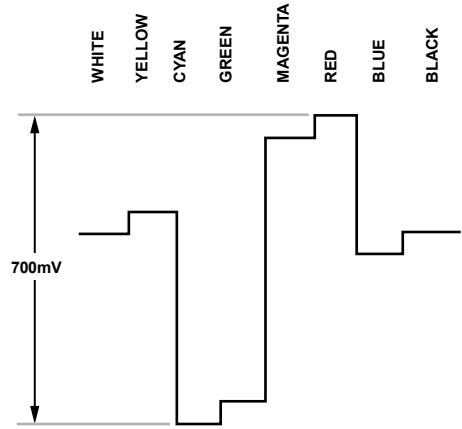 WHITE
YELLOW
CYAN
GREEN
MAGENTA
RED
BLUE
BLACK
700mV